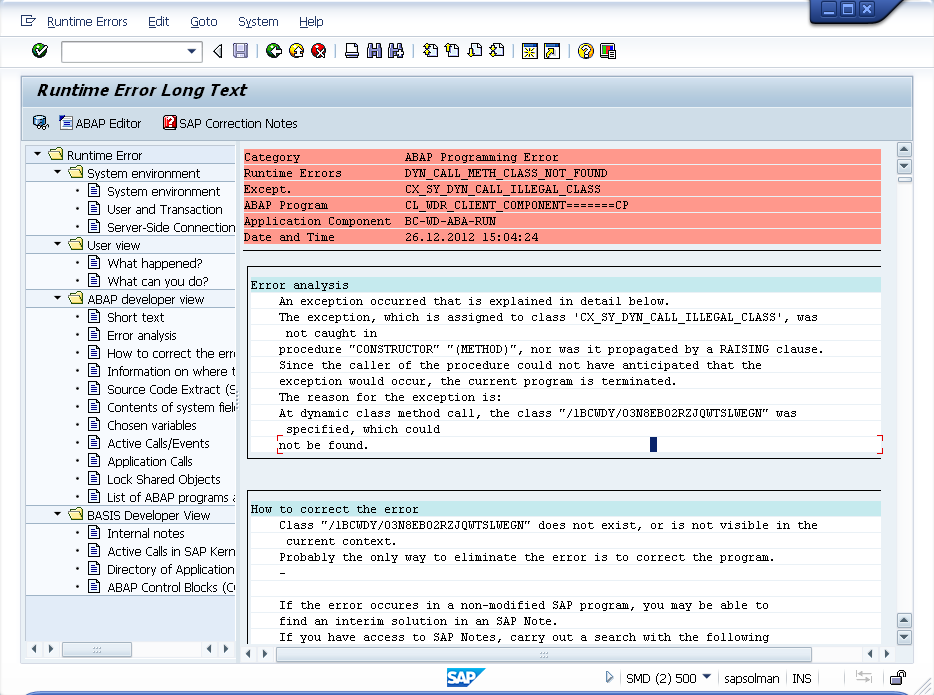 Runtime Errors Edit Goto System Help
Runtime Error Long Text
ABAP Editor SAP Correction Notes
Runtime Error
System environment
System environment
User and Transaction
Server-Side Connection
User view
What happened?
What can you do?
ABAP developer view
Short text
Error analysis
How to correct the erro
Information on where t
Source Code Extract (S
Contents of system field
Chosen variables
Active Calls/Events
Application Calls
Lock Shared Objects
List of ABAP programs a
BASIS Developer View
Internal notes
Active Calls in SAP Kern
Directory of Application
ABAP Control Blocks (C
Category ABAP Programming Error
Runtime Errors DYN_CALL_METH_CLASS_NOT_FOUND
Except. CX_SY_DYN_CALL_ILLEGAL_CLASS
ABAP Program CL_WDR_CLIENT_COMPONENT=======CP
Application Component BC-WD-ABA-RUN
Date and Time 26.12.2012 15:04:24
Error analysis
An exception occurred that is explained in detail below.
The exception, which is assigned to class 'CX_SY_DYN_CALL_ILLEGAL_CLASS', was
not caught in
procedure "CONSTRUCTOR" "(METHOD)", nor was it propagated by a RAISING clause.
Since the caller of the procedure could not have anticipated that the
exception would occur, the current program is terminated.
The reason for the exception is:
At dynamic class method call, the class "/1BCWDY/O3N8EBO2RZJQWTSLWEGN" was
specified, which could
not be found.
How to correct the error
Class "/1BCWDY/O3N8EBO2RZJQWTSLWEGN" does not exist, or is not visible in the
current context.
Probably the only way to eliminate the error is to correct the program.
-
If the error occures in a non-modified SAP program, you may be able to
find an interim solution in an SAP Note.
If you have access to SAP Notes, carry out a search with the following
SAP SMD (2) 500 sapsolman INS